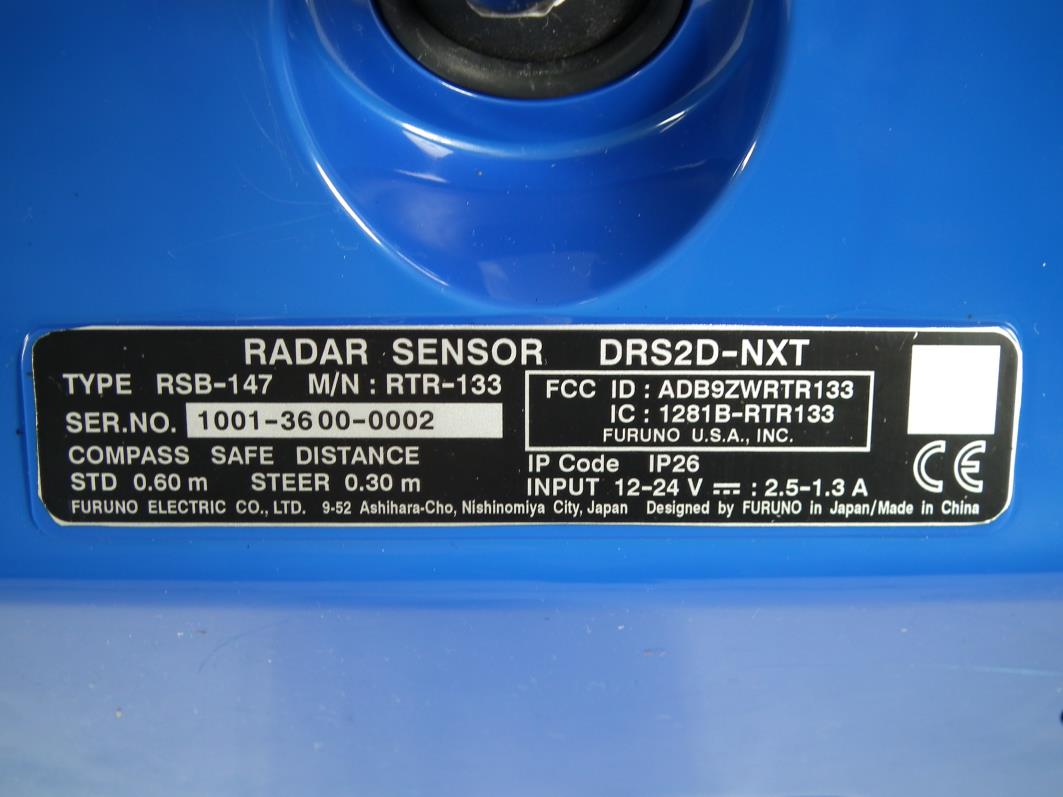 RADAR SENSOR DRS2D-NXT
TYPE RSB-147 M/N : RTR-133
SER.NO. 1001-3600-0002
COMPASS SAFE DISTANCE
STD 0.60 m STEER 0.30 m
FCC ID : ADB9ZWRTR133
IC : 1281B-RTR133
FURUNO U.S.A., INC.
IP Code IP26
INPUT 12-24 V ⎓ : 2.5-1.3 A
CE
FURUNO ELECTRIC CO., LTD. 9-52 Ashihara-Cho, Nishinomiya City, Japan Designed by FURUNO in Japan/Made in China